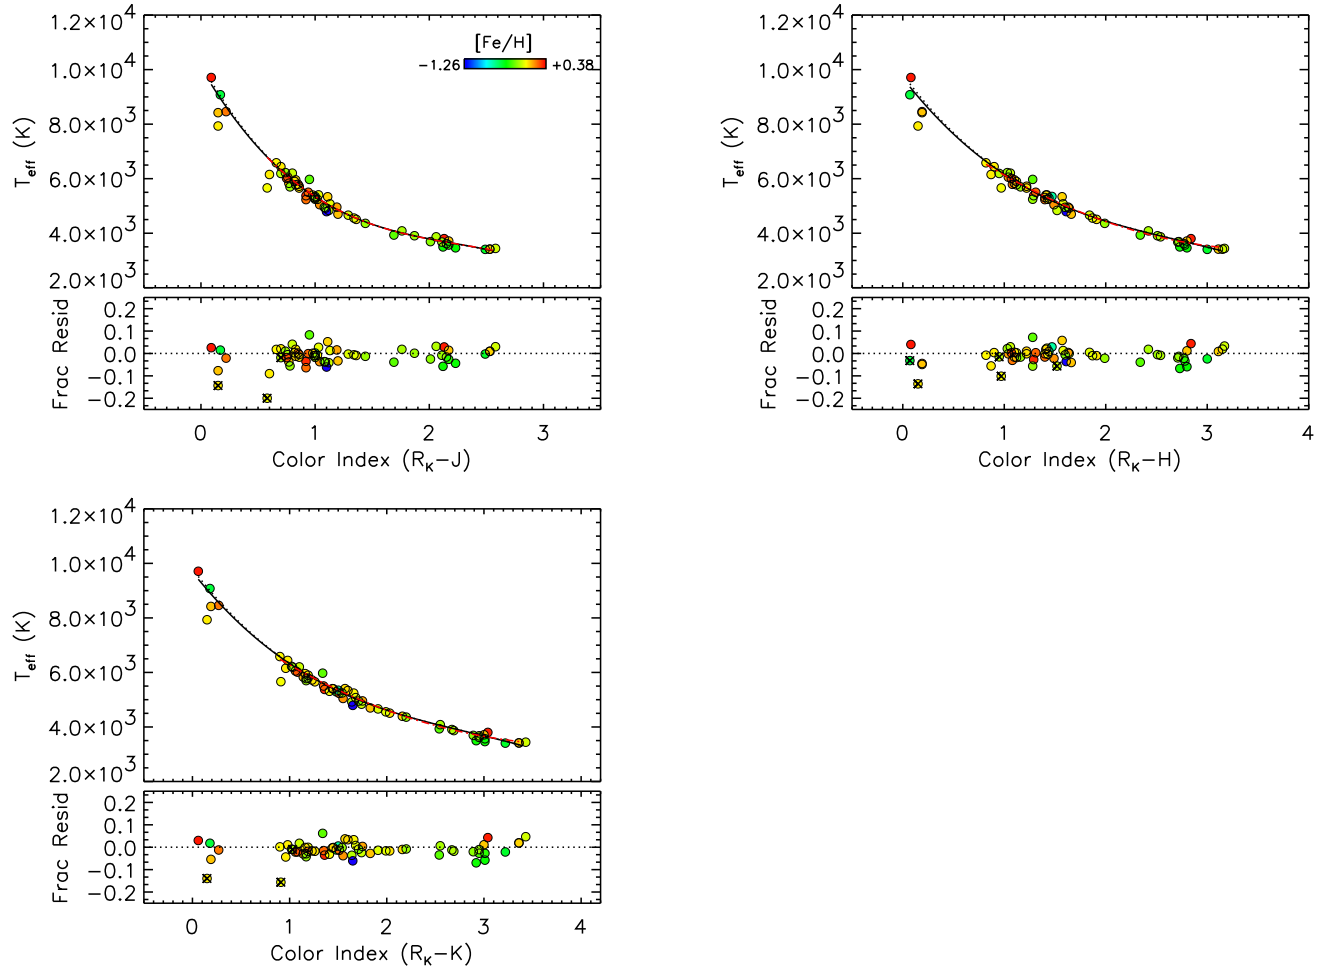 1.2×10⁴
1.0×10⁴
8.0×10³
6.0×10³
4.0×10³
2.0×10³
T_eff (K)
[Fe/H]
−1.26
+0.38
0.2
0.1
0.0
−0.1
−0.2
Frac Resid
0 1 2 3
Color Index (R_K−J)
1.2×10⁴
1.0×10⁴
8.0×10³
6.0×10³
4.0×10³
2.0×10³
T_eff (K)
0.2
0.1
0.0
−0.1
−0.2
Frac Resid
0 1 2 3 4
Color Index (R_K−H)
1.2×10⁴
1.0×10⁴
8.0×10³
6.0×10³
4.0×10³
2.0×10³
T_eff (K)
0.2
0.1
0.0
−0.1
−0.2
Frac Resid
0 1 2 3 4
Color Index (R_K−K)